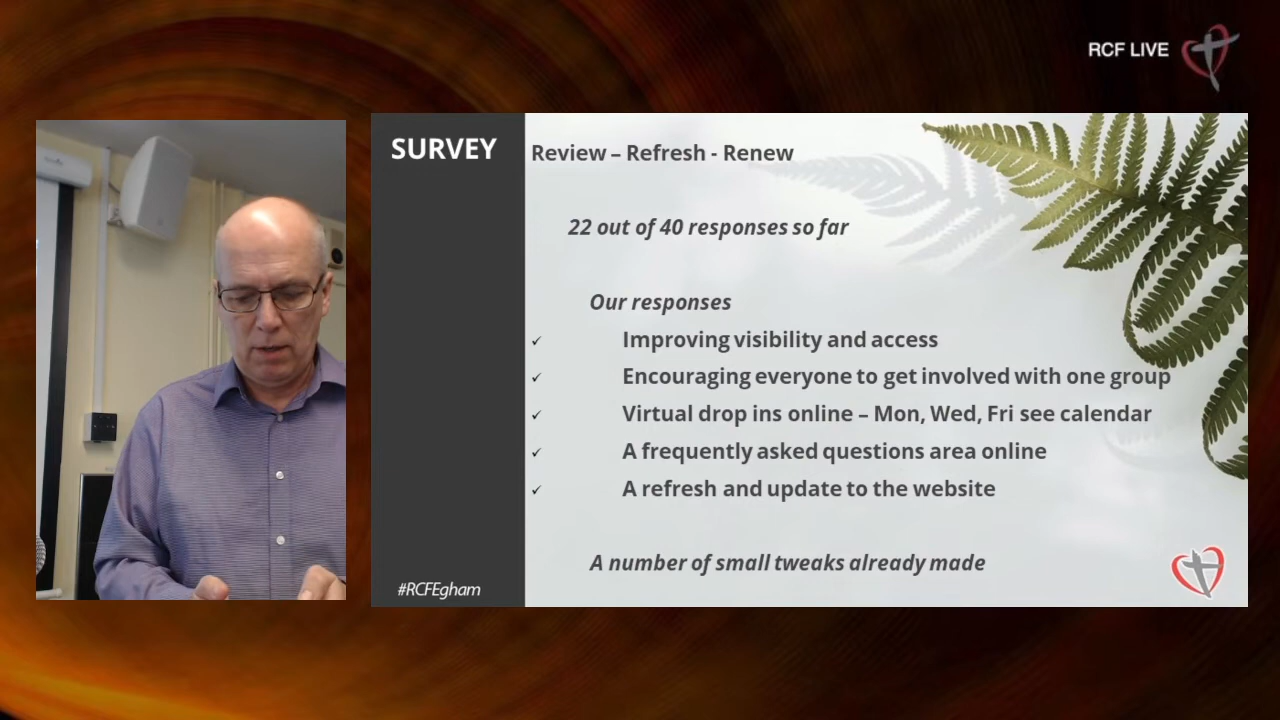 RCF LIVE
SURVEY
Review – Refresh - Renew
22 out of 40 responses so far
Our responses
✓ Improving visibility and access
✓ Encouraging everyone to get involved with one group
✓ Virtual drop ins online – Mon, Wed, Fri see calendar
✓ A frequently asked questions area online
✓ A refresh and update to the website
A number of small tweaks already made
#RCFEgham